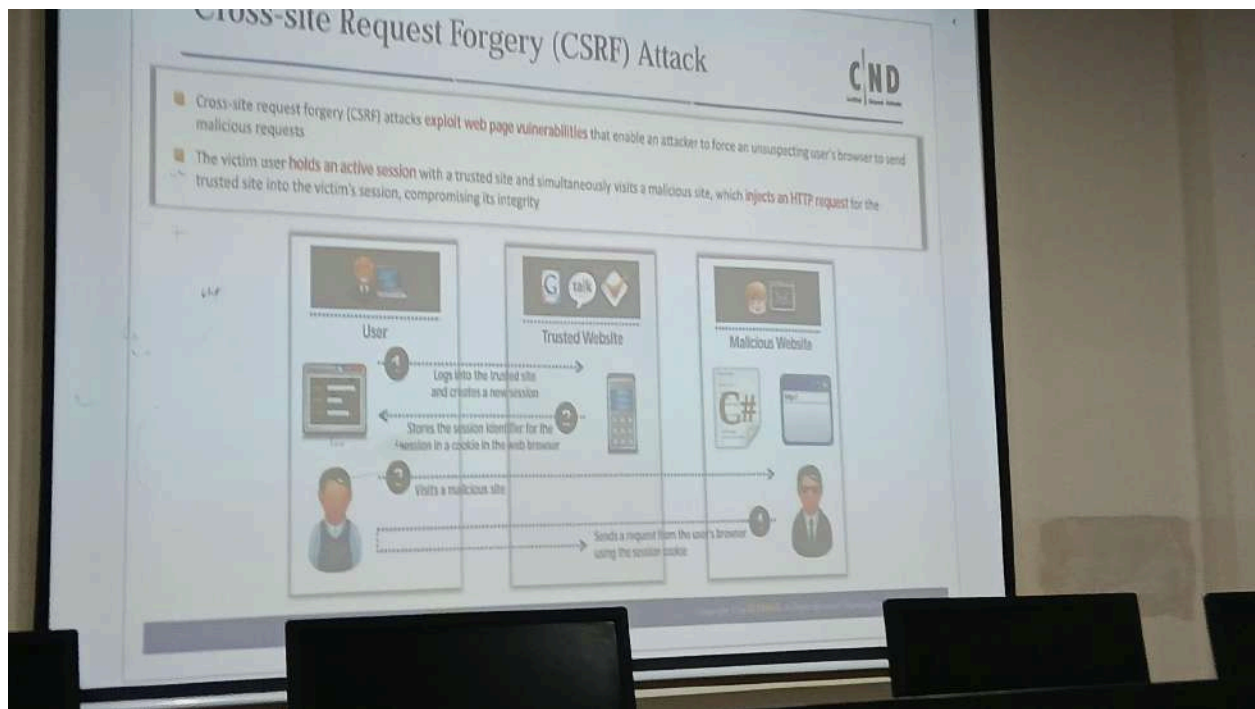 Cross-site Request Forgery (CSRF) Attack
C|ND
Cross-site request forgery (CSRF) attacks exploit web page vulnerabilities that enable an attacker to force an unsuspecting user's browser to send
malicious requests
The victim user holds an active session with a trusted site and simultaneously visits a malicious site, which injects an HTTP request for the
trusted site into the victim's session, compromising its integrity
User
G talk
Trusted Website
Malicious Website
1
Logs into the trusted site
and creates a new session
C#
2
Stores the session identifier for the
session in a cookie in the web browser
3
Visits a malicious site
4
Sends a request from the user's browser
using the session cookie